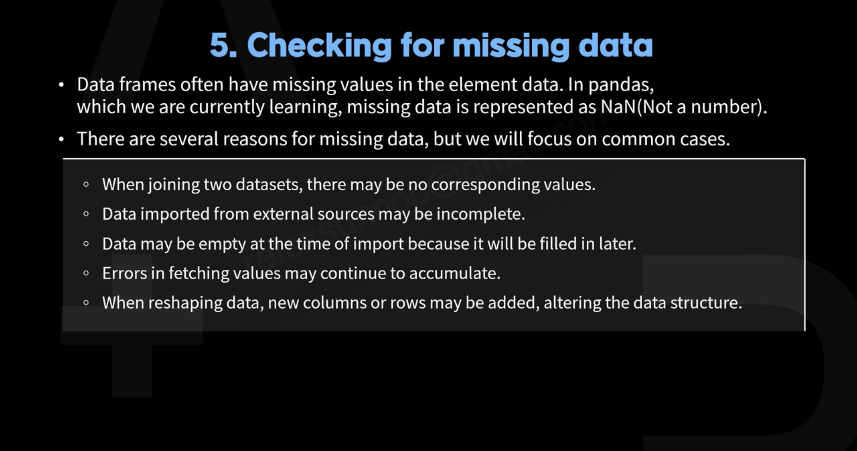 5. Checking for missing data
• Data frames often have missing values in the element data. In pandas,
which we are currently learning, missing data is represented as NaN(Not a number).
• There are several reasons for missing data, but we will focus on common cases.
◦ When joining two datasets, there may be no corresponding values.
◦ Data imported from external sources may be incomplete.
◦ Data may be empty at the time of import because it will be filled in later.
◦ Errors in fetching values may continue to accumulate.
◦ When reshaping data, new columns or rows may be added, altering the data structure.